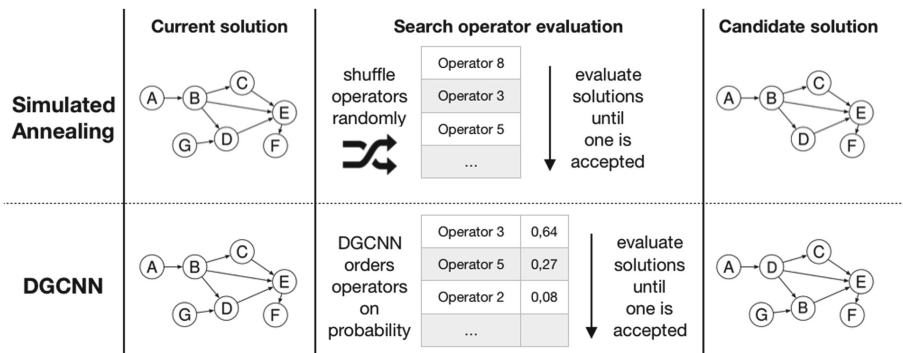 Current solution
Search operator evaluation
Candidate solution
Simulated
Annealing
A
B
C
E
G
D
F
shuffle
operators
randomly
Operator 8
Operator 3
Operator 5
...
evaluate
solutions
until
one is
accepted
A
B
C
E
D
F
DGCNN
A
B
C
E
G
D
F
DGCNN
orders
operators
on
probability
Operator 3 0,64
Operator 5 0,27
Operator 2 0,08
...
evaluate
solutions
until
one is
accepted
A
D
C
E
G
B
F